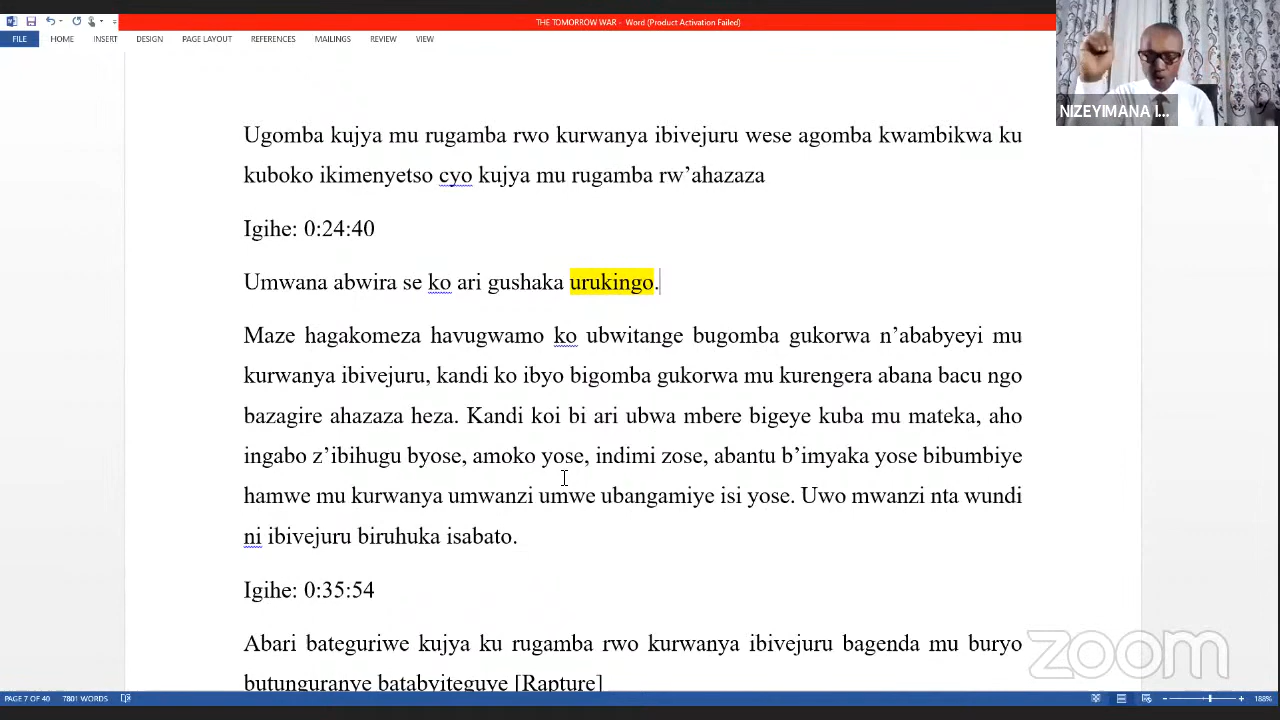 THE TOMORROW WAR - Word (Product Activation Failed)
FILE HOME INSERT DESIGN PAGE LAYOUT REFERENCES MAILINGS REVIEW VIEW
NIZEYIMANA I...
Ugomba kujya mu rugamba rwo kurwanya ibivejuru wese agomba kwambikwa ku
kuboko ikimenyetso cyo kujya mu rugamba rw’ahazaza
Igihe: 0:24:40
Umwana abwira se ko ari gushaka urukingo.
Maze hagakomeza havugwamo ko ubwitange bugomba gukorwa n’ababyeyi mu
kurwanya ibivejuru, kandi ko ibyo bigomba gukorwa mu kurengera abana bacu ngo
bazagire ahazaza heza. Kandi koi bi ari ubwa mbere bigeye kuba mu mateka, aho
ingabo z’ibihugu byose, amoko yose, indimi zose, abantu b’imyaka yose bibumbiye
hamwe mu kurwanya umwanzi umwe ubangamiye isi yose. Uwo mwanzi nta wundi
ni ibivejuru biruhuka isabato.
Igihe: 0:35:54
Abari bateguriwe kujya ku rugamba rwo kurwanya ibivejuru bagenda mu buryo
butunguranye batabyiteguye [Rapture]
zoom
PAGE 7 OF 40 7801 WORDS 188%